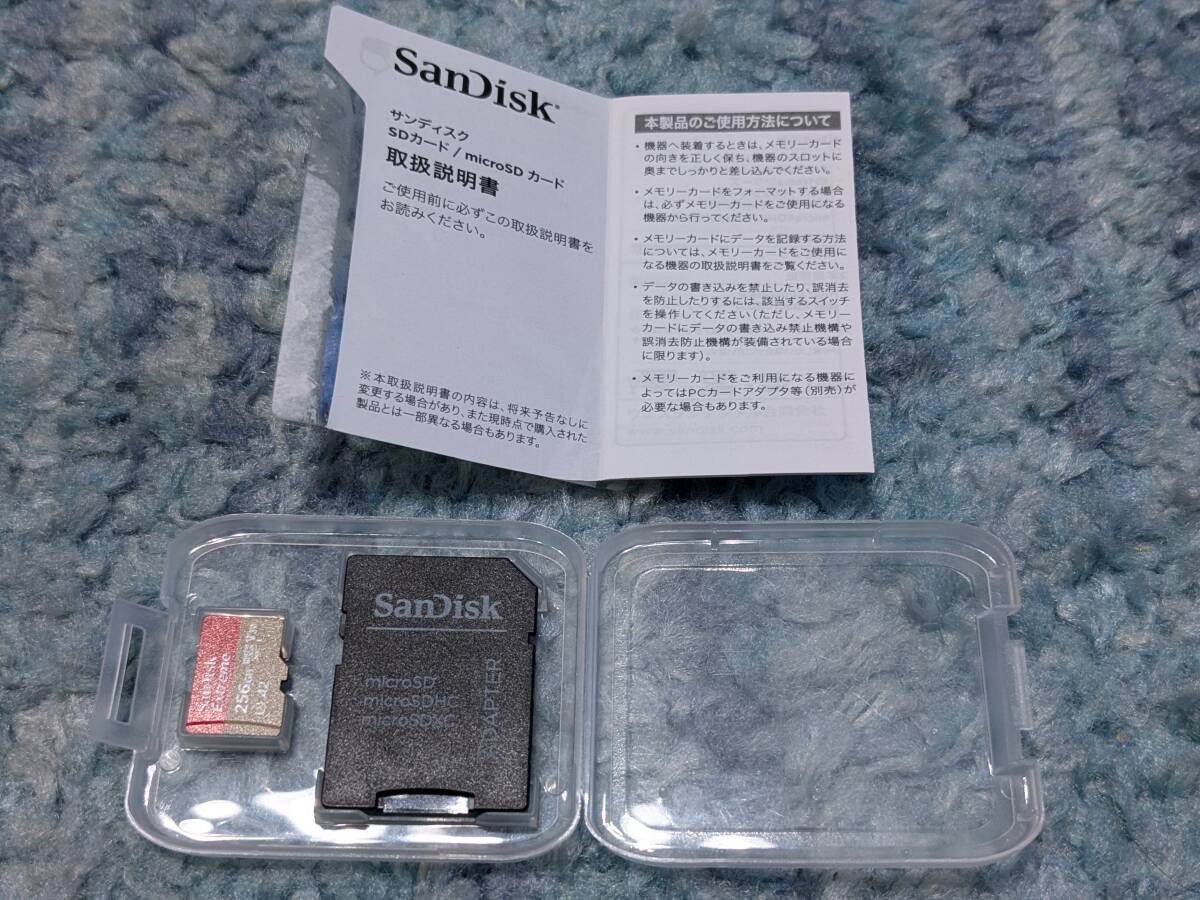 SanDisk
サンディスク
SDカード / microSD カード
取扱説明書
ご使用前に必ずこの取扱説明書を
お読みください。
※本取扱説明書の内容は、将来予告なしに
変更する場合があり、また現時点で購入された
製品とは一部異なる場合もあります。
本製品のご使用方法について
・機器へ装着するときは、メモリーカード
の向きを正しく保ち、機器のスロットに
奥までしっかりと差し込んでください。
・メモリーカードをフォーマットする場合
は、必ずメモリーカードをご使用になる
機器から行ってください。
・メモリーカードにデータを記録する方法
については、メモリーカードをご使用に
なる機器の取扱説明書をご覧ください。
・データの書き込みを禁止したり、誤消去
を防止したりするには、該当するスイッチ
を操作してください(ただし、メモリー
カードにデータの書き込み禁止機構や
誤消去防止機構が装備されている場合
に限ります)。
・メモリーカードをご利用になる機器に
よってはPCカードアダプタ等(別売)が
必要な場合もあります。
SanDisk
Extreme
256GB
A2
SanDisk
microSD
microSDHC
microSDXC
ADAPTER